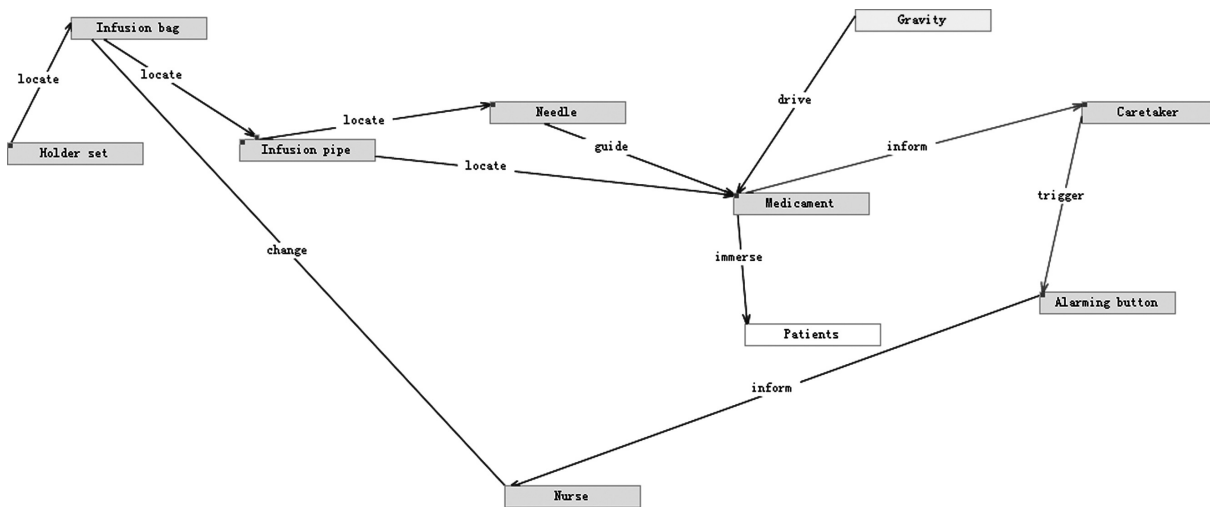 Infusion bag
Gravity
locate
locate
drive
Needle
Caretaker
locate
Holder set
Infusion pipe
guide
inform
locate
Medicament
trigger
change
immerse
Alarming button
Patients
inform
Nurse